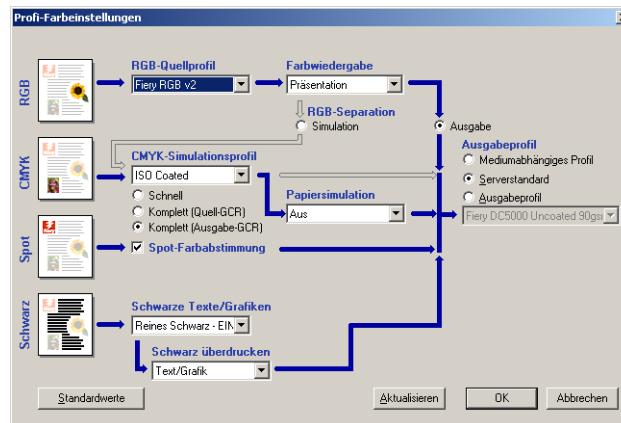 Profi-Farbeinstellungen
RGB
RGB-Quellprofil
Fiery RGB v2
Farbwiedergabe
Präsentation
RGB-Separation
Simulation
Ausgabe
Ausgabeprofil
Mediumabhängiges Profil
Serverstandard
Ausgabeprofil
Fiery DC5000 Uncoated 90gsm
CMYK
CMYK-Simulationsprofil
ISO Coated
Schnell
Komplett (Quell-GCR)
Komplett (Ausgabe-GCR)
Papiersimulation
Aus
Spot
Spot-Farbabstimmung
Schwarz
Schwarze Texte/Grafiken
Reines Schwarz - EIN
Schwarz überdrucken
Text/Grafik
Standardwerte
Aktualisieren
OK
Abbrechen